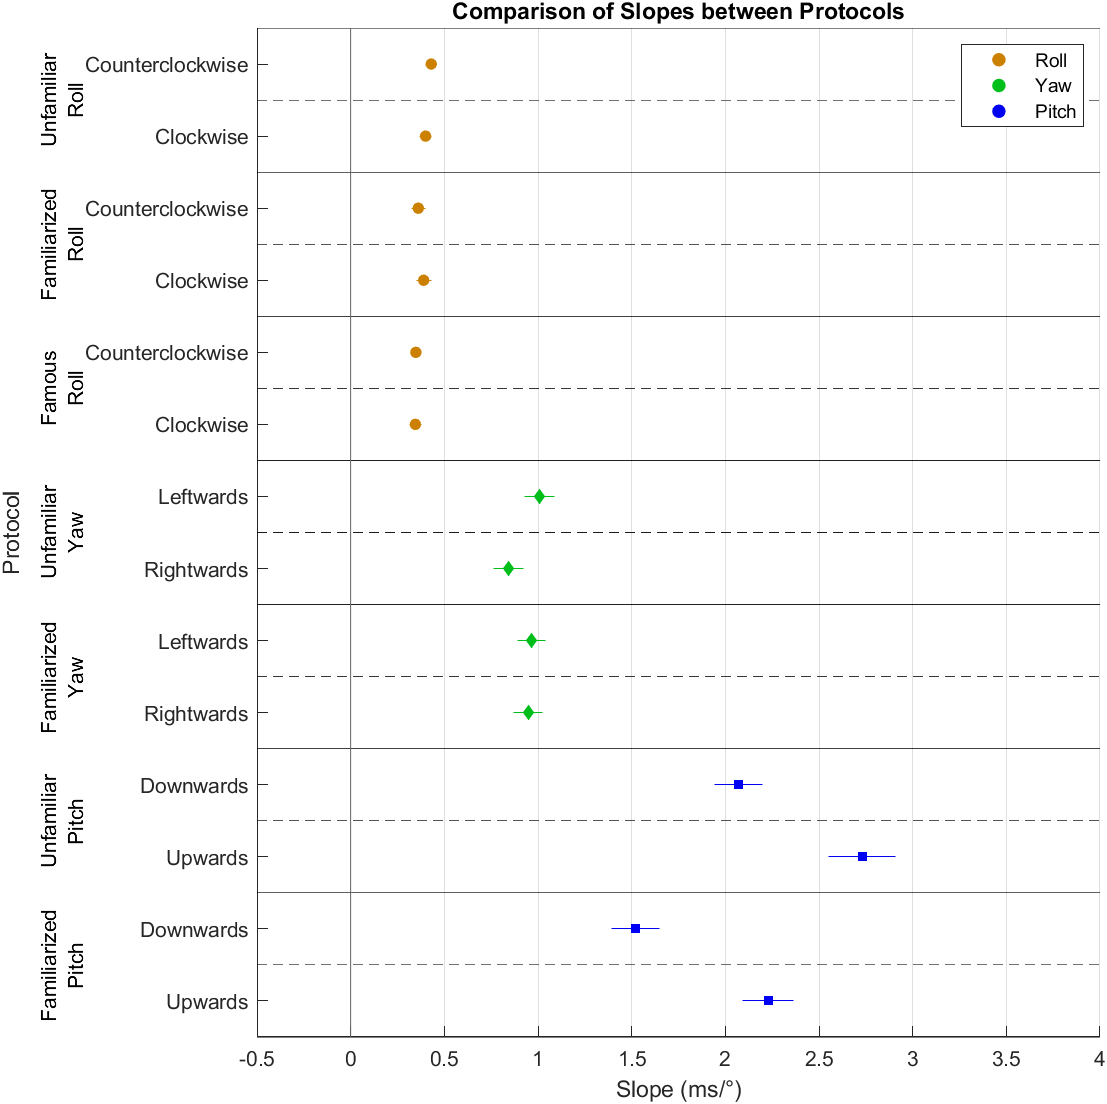 Comparison of Slopes between Protocols
Roll
Yaw
Pitch
Protocol
Unfamiliar
Roll
Counterclockwise
Clockwise
Familiarized
Roll
Counterclockwise
Clockwise
Famous
Roll
Counterclockwise
Clockwise
Unfamiliar
Yaw
Leftwards
Rightwards
Familiarized
Yaw
Leftwards
Rightwards
Unfamiliar
Pitch
Downwards
Upwards
Familiarized
Pitch
Downwards
Upwards
-0.5 0 0.5 1 1.5 2 2.5 3 3.5 4
Slope (ms/°)